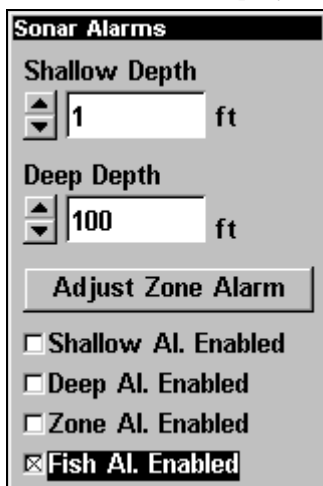 Sonar Alarms
Shallow Depth
1 ft
Deep Depth
100 ft
Adjust Zone Alarm
Shallow Al. Enabled
Deep Al. Enabled
Zone Al. Enabled
Fish Al. Enabled